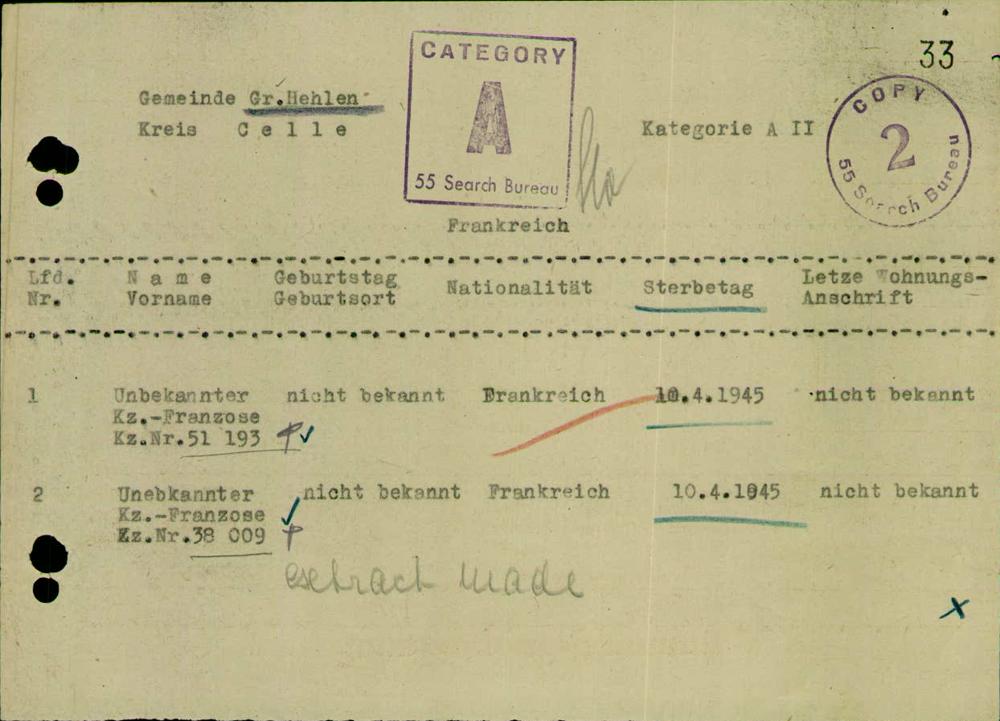 33
CATEGORY
A
55 Search Bureau
COPY
2
55 Search Bureau
Gemeinde Gr.Hehlen
Kreis Celle
Kategorie A II
Frankreich
Lfd. Name Geburtstag Nationalität Sterbetag Letze Wohnungs-
Nr. Vorname Geburtsort Anschrift
1 Unbekannter nicht bekannt Frankreich 10.4.1945 nicht bekannt
Kz.-Franzose
Kz.Nr.51 193
2 Unebkannter nicht bekannt Frankreich 10.4.1945 nicht bekannt
Kz.-Franzose
Kz.Nr.38 009
made
x